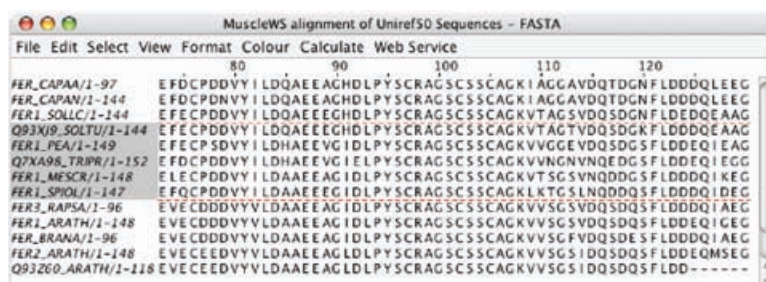 MuscleWS alignment of Uniref50 Sequences – FASTA
File Edit Select View Format Colour Calculate Web Service
80 90 100 110 120
FER_CAPAA/1-97 EFDCPDDVYILDQAEEAGHDLPYSCRAGSCSSCAGKIAGGAVDQTDGNFLDDDQLEEG
FER_CAPAN/1-144 EFDCPDNVYILDQAEEAGHDLPYSCRAGSCSSCAGKIAGGAVDQTDGNFLDDDQLEEG
FER1_SOLLC/1-144 EFECPDDVYILDQAEEEGHDLPYSCRAGSCSSCAGKVTAGSVDQSDGNFLDEDQEAAG
Q93XJ9_SOLTU/1-144 EFECPDDVYILDQAEEEGHDLPYSCRAGSCSSCAGKVTAGTVDQSDGKFLDDDQEAAG
FER1_PEA/1-149 EFECPSDVYILDHAEEVGIDLPYSCRAGSCSSCAGKVVGGEVDQSDGSFLDDEQIEAG
Q7XA98_TRIPR/1-152 EFDCPDDVYILDHAEEVGIELPYSCRAGSCSSCAGKVVNGNVNQEDGSFLDDEQIEGG
FER1_MESCR/1-148 ELECPDDVYILDAAEEAGIDLPYSCRAGSCSSCAGKVTSGSVNQDDGSFLDDDQIKEG
FER1_SPIOL/1-147 EFQCPDDVYILDAAEEEGIDLPYSCRAGSCSSCAGKLKTGSLNQDDQSFLDDDQIDEG
FER3_RAPSA/1-96 EVECDDDVYVLDAAEEAGIDLPYSCRAGSCSSCAGKVVSGSVDQSDQSFLDDDQIAEG
FER1_ARATH/1-148 EVECDDDVYVLDAAEEAGIDLPYSCRAGSCSSCAGKVVSGSVDQSDQSFLDDEQIGEG
FER_BRANA/1-96 EVECDDDVYVLDAAEEAGIDLPYSCRAGSCSSCAGKVVSGFVDQSDESFLDDDQIAEG
FER2_ARATH/1-148 EVECEEDVYVLDAAEEAGLDLPYSCRAGSCSSCAGKVVSGSIDQSDQSFLDDEQMSEG
Q93Z60_ARATH/1-118 EVECEEDVYVLDAAEEAGLDLPYSCRAGSCSSCAGKVVSGSIDQSDQSFLDD------